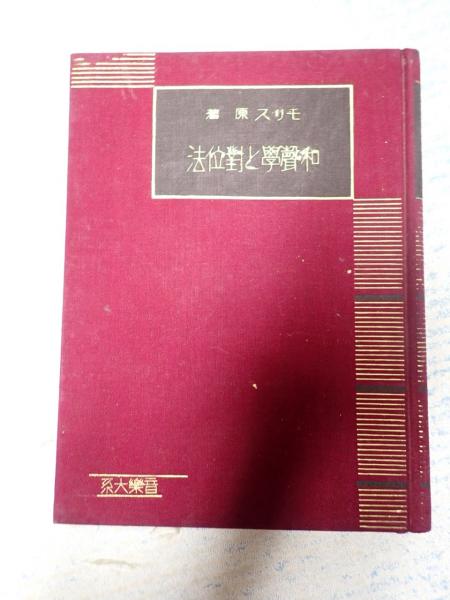 モリス原著
和聲學と對位法
音樂大系